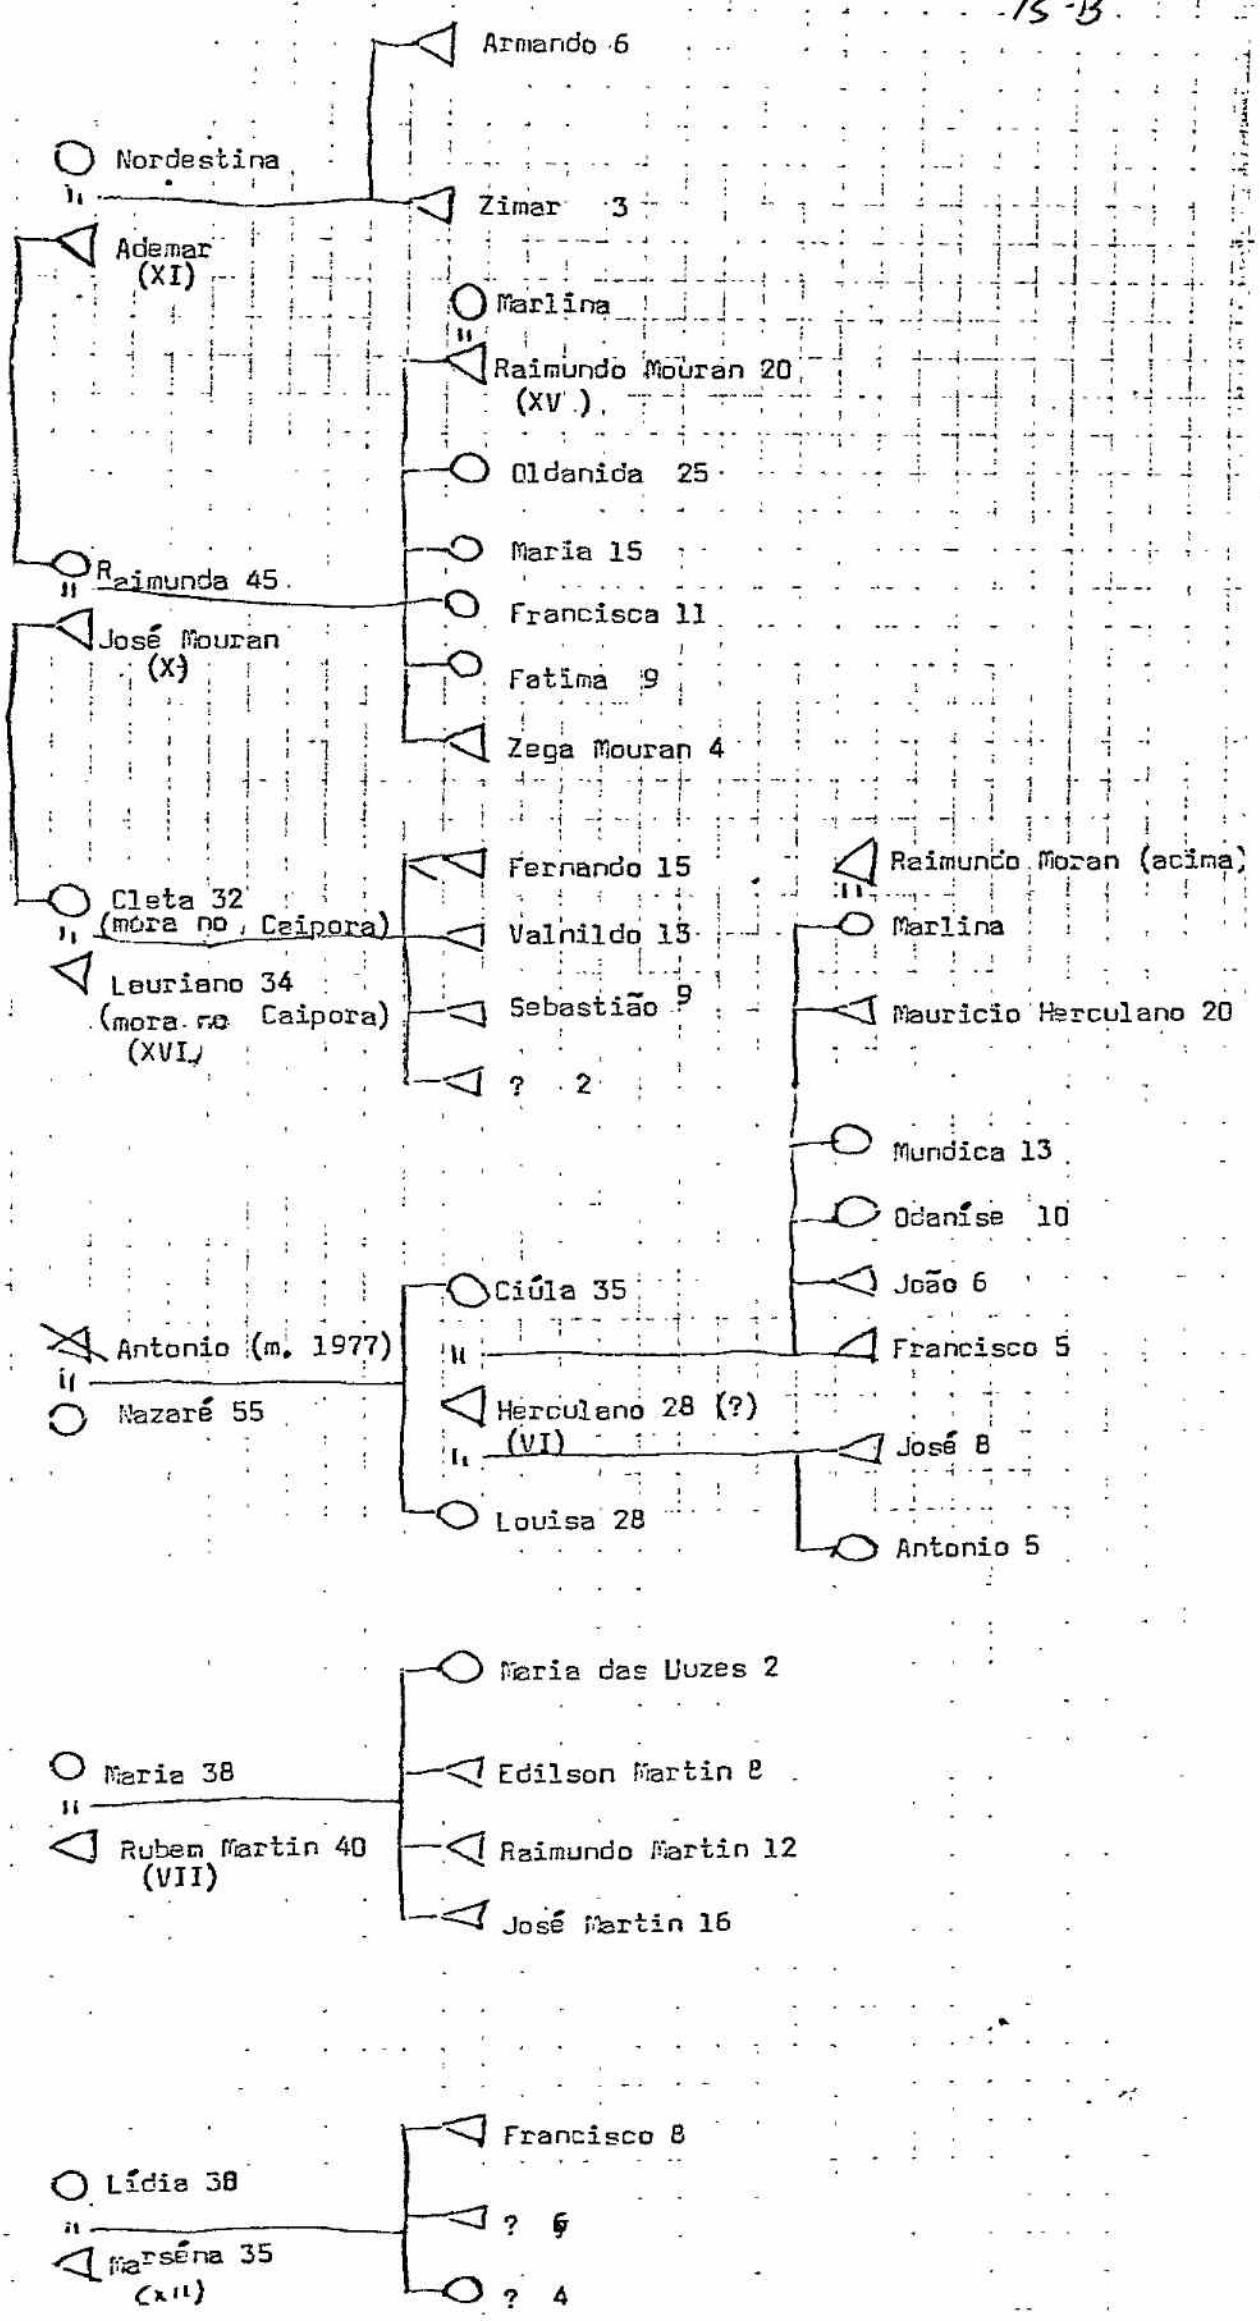 15-B.
Armando 6
Nordestina
Zimar 3
Ademar
(XI)
Marlina
Raimundo Mouran 20
(XV.)
Oldanida 25
Maria 15
Raimunda 45
Francisca 11
José Mouran
(X)
Fatima 9
Zega Mouran 4
Fernando 15
Raimundo Moran (acima)
Cleta 32
(mora no Caipora)
Valnildo 13
Marlina
Lauriano 34
(mora no Caipora)
(XVI)
Sebastião 9
Mauricio Herculano 20
? 2
Mundica 13
Odaníse 10
Ciúla 35
João 6
Antonio (m. 1977)
Francisco 5
Nazaré 55
Herculano 28 (?)
(VI)
José 8
Louisa 28
Antonio 5
Maria das 2
Maria 38
Edilson Martin 8
Rubem Martin 40
(VII)
Raimundo Martin 12
José Martin 16
Francisco 8
Lídia 38
? 6
Marséna 35
(XII)
? 4